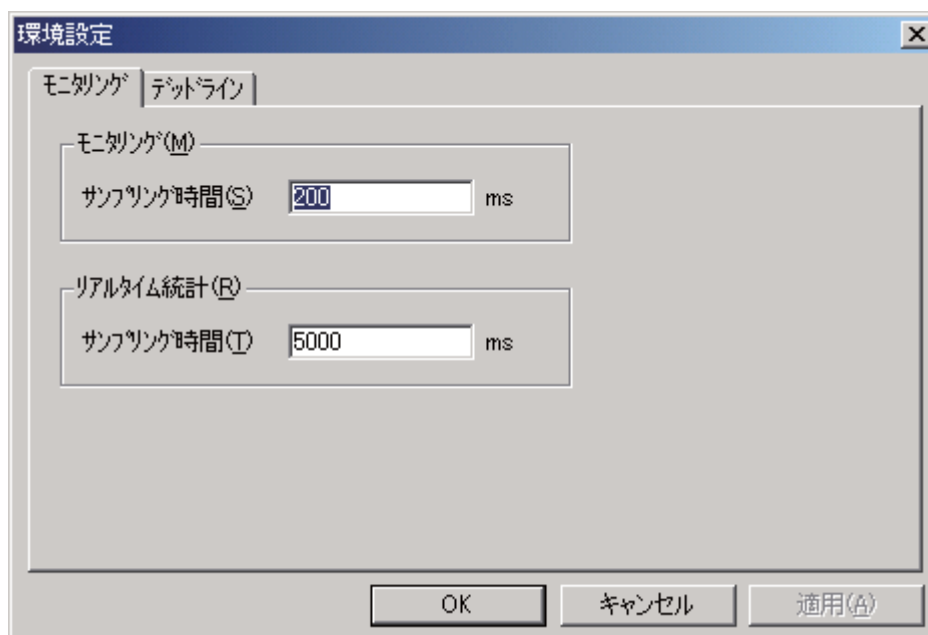 環境設定
ﾓﾆﾀﾘﾝｸﾞ ﾃﾞｯﾄﾞﾗｲﾝ
ﾓﾆﾀﾘﾝｸﾞ(M)
ｻﾝﾌﾟﾘﾝｸﾞ時間(S) 200 ms
ﾘｱﾙﾀｲﾑ統計(R)
ｻﾝﾌﾟﾘﾝｸﾞ時間(T) 5000 ms
OK キャンセル 適用(A)